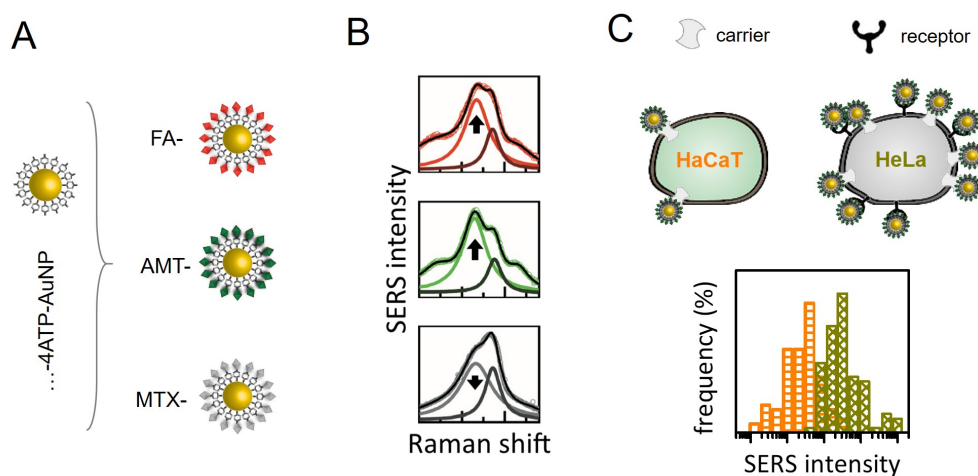 A
FA-
AMT-
MTX-
...-4ATP-AuNP
B
SERS intensity
Raman shift
C
carrier
receptor
HaCaT
HeLa
frequency (%)
SERS intensity